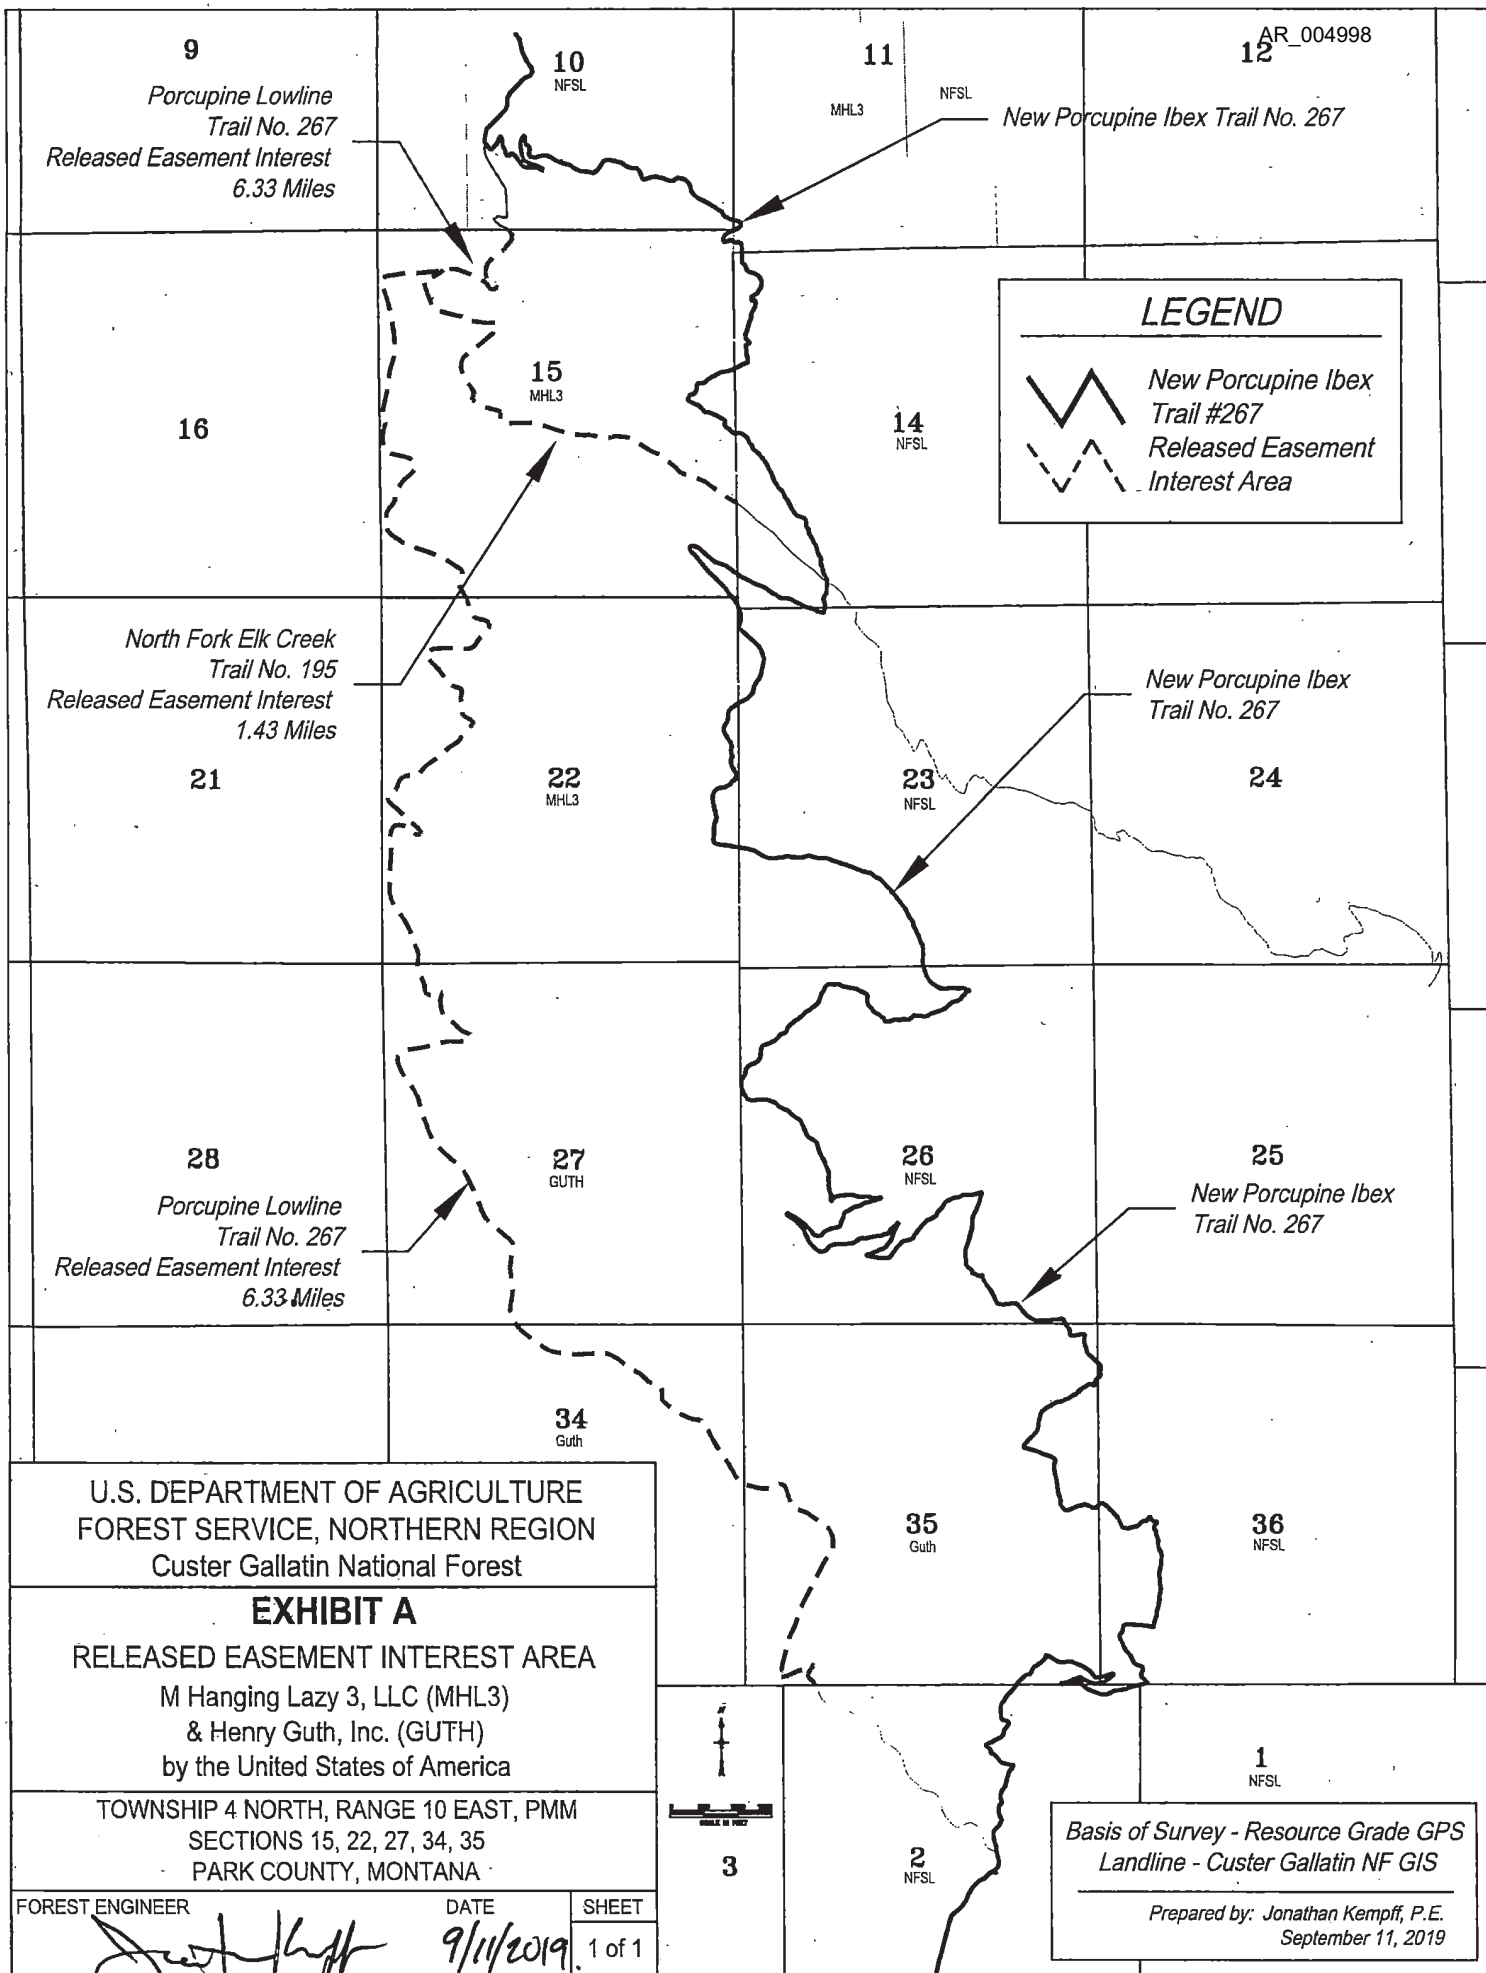 AR_004998
9
10
NFSL
11
MHL3
NFSL
12
Porcupine Lowline
Trail No. 267
Released Easement Interest
6.33 Miles
New Porcupine Ibex Trail No. 267
LEGEND
New Porcupine Ibex
Trail #267
Released Easement
Interest Area
16
15
MHL3
14
NFSL
North Fork Elk Creek
Trail No. 195
Released Easement Interest
1.43 Miles
New Porcupine Ibex
Trail No. 267
21
22
MHL3
23
NFSL
24
28
27
GUTH
26
NFSL
25
Porcupine Lowline
Trail No. 267
Released Easement Interest
6.33 Miles
New Porcupine Ibex
Trail No. 267
34
Guth
35
Guth
36
NFSL
U.S. DEPARTMENT OF AGRICULTURE
FOREST SERVICE, NORTHERN REGION
Custer Gallatin National Forest
EXHIBIT A
RELEASED EASEMENT INTEREST AREA
M Hanging Lazy 3, LLC (MHL3)
& Henry Guth, Inc. (GUTH)
by the United States of America
TOWNSHIP 4 NORTH, RANGE 10 EAST, PMM
SECTIONS 15, 22, 27, 34, 35
PARK COUNTY, MONTANA
FOREST ENGINEER
DATE
9/11/2019
SHEET
1 of 1
N
SCALE IN FEET
3
2
NFSL
1
NFSL
Basis of Survey - Resource Grade GPS
Landline - Custer Gallatin NF GIS
Prepared by: Jonathan Kempff, P.E.
September 11, 2019